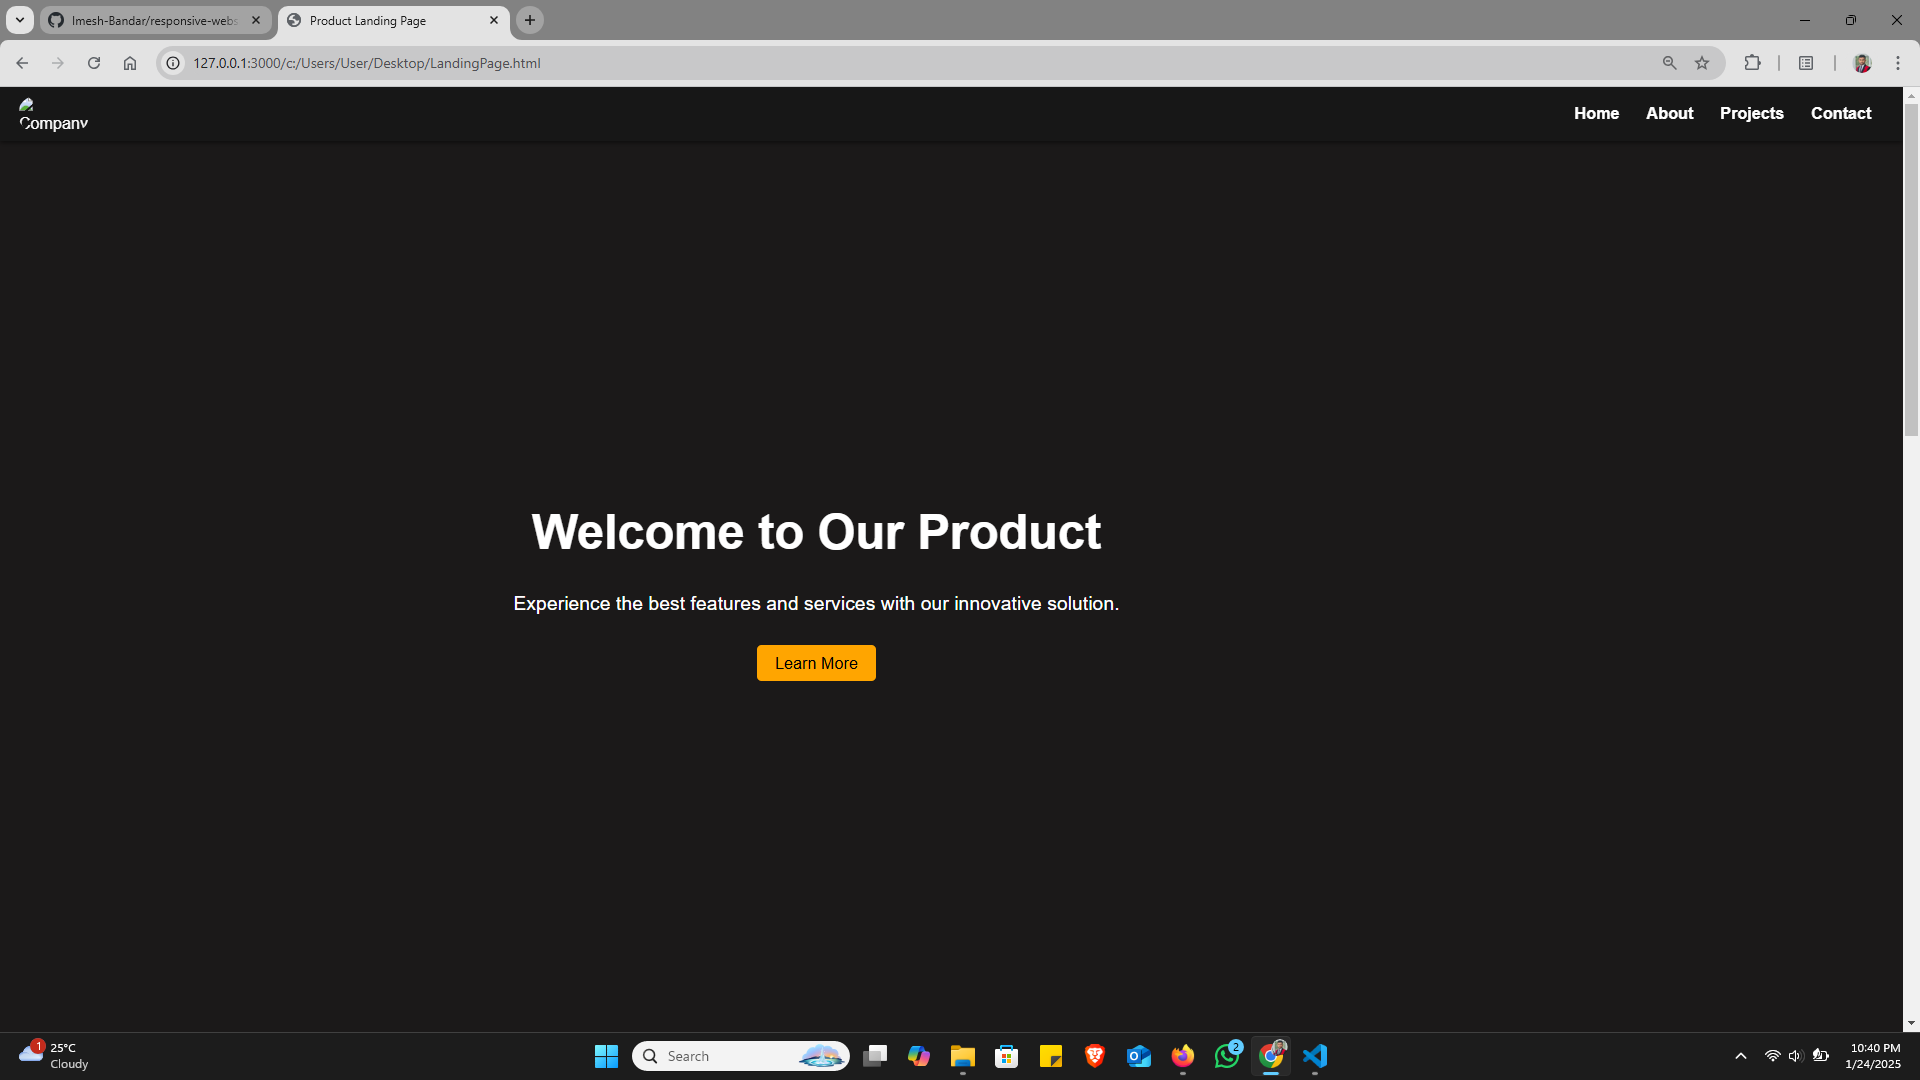 Imesh-Bandar/responsive-webs
Product Landing Page
127.0.0.1:3000/c:/Users/User/Desktop/LandingPage.html
Company
Home
About
Projects
Contact
Welcome to Our Product
Experience the best features and services with our innovative solution.
Learn More
1
25°C
Cloudy
Search
2
10:40 PM
1/24/2025